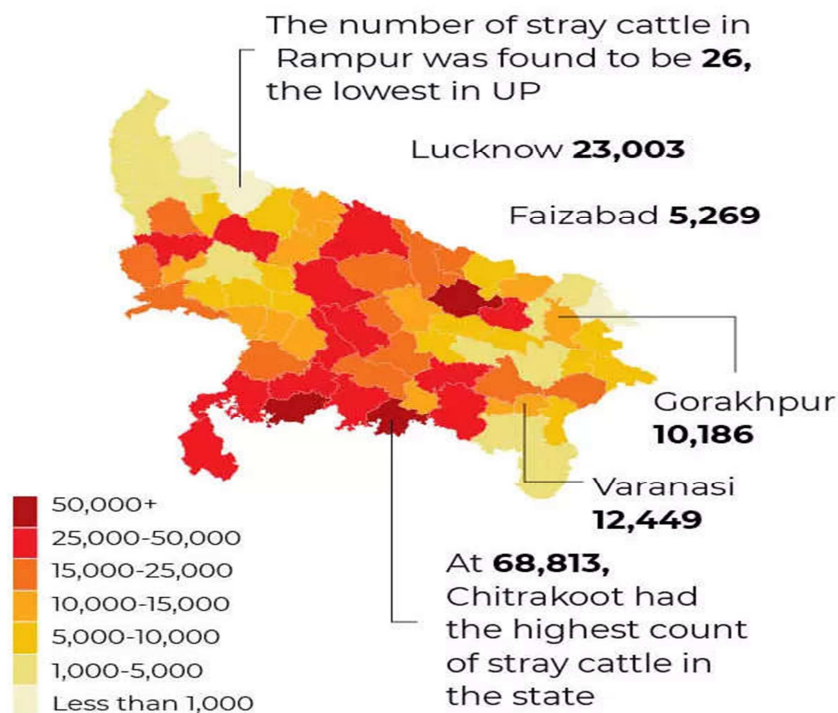 The number of stray cattle in
Rampur was found to be 26,
the lowest in UP
Lucknow 23,003
Faizabad 5,269
Gorakhpur
10,186
Varanasi
12,449
At 68,813,
Chitrakoot had
the highest count
of stray cattle in
the state
50,000+
25,000-50,000
15,000-25,000
10,000-15,000
5,000-10,000
1,000-5,000
Less than 1,000